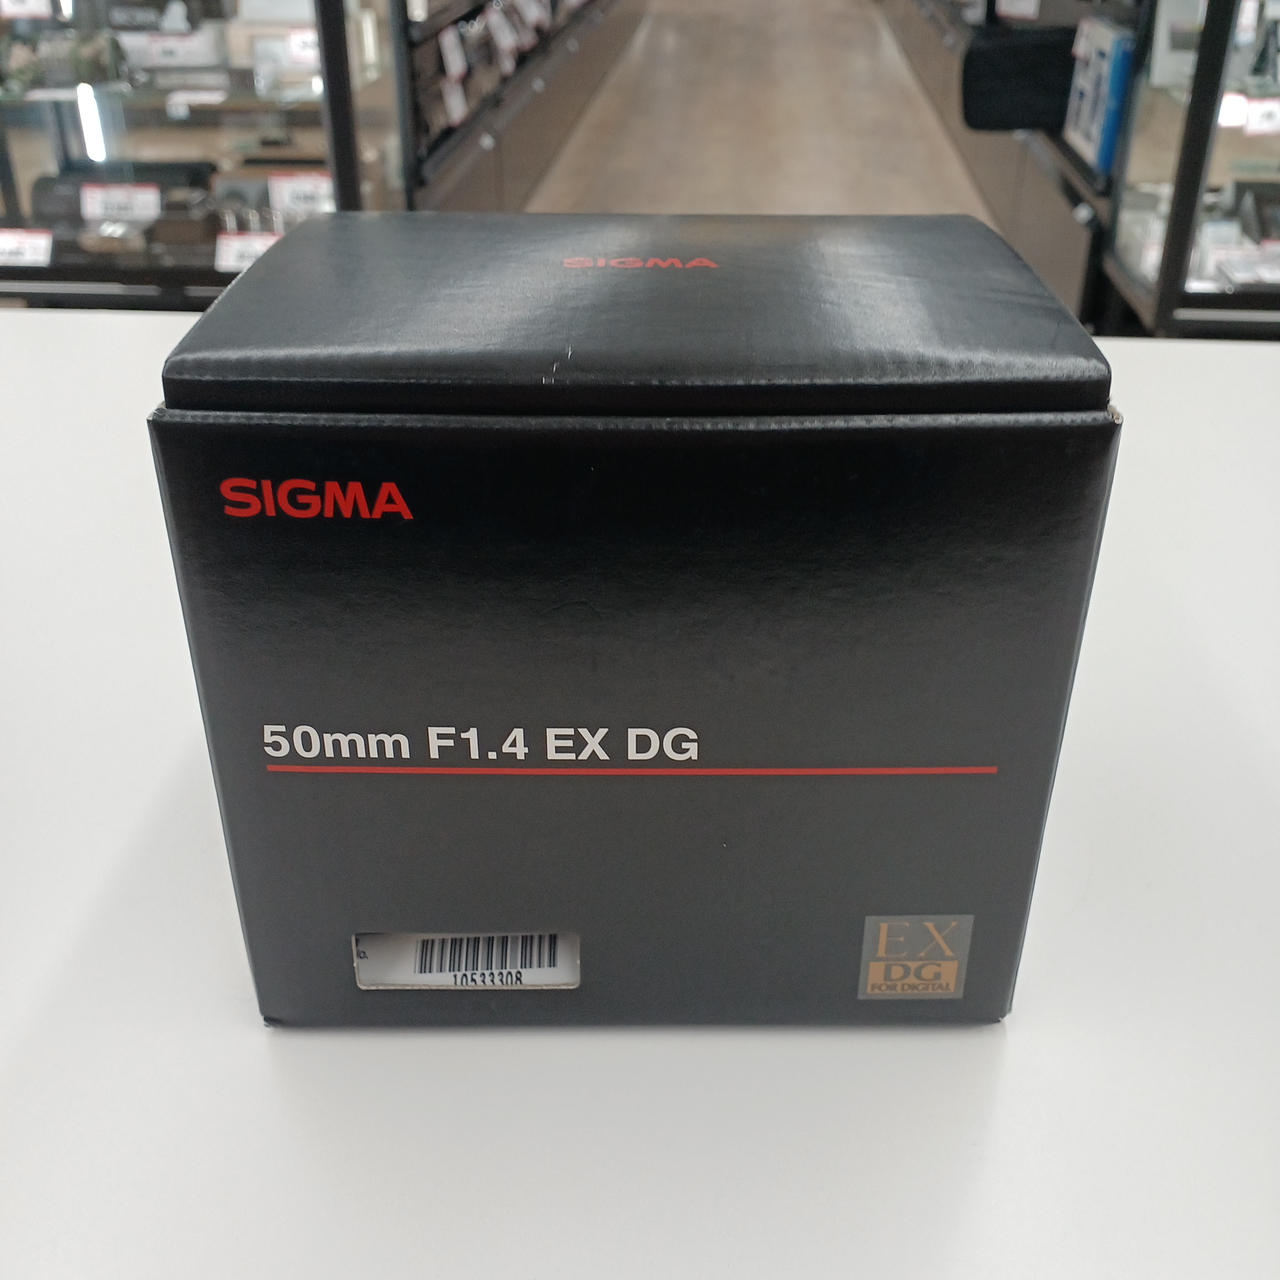 SIGMA
SIGMA
50mm F1.4 EX DG
10533308
EX
DG
FOR DIGITAL